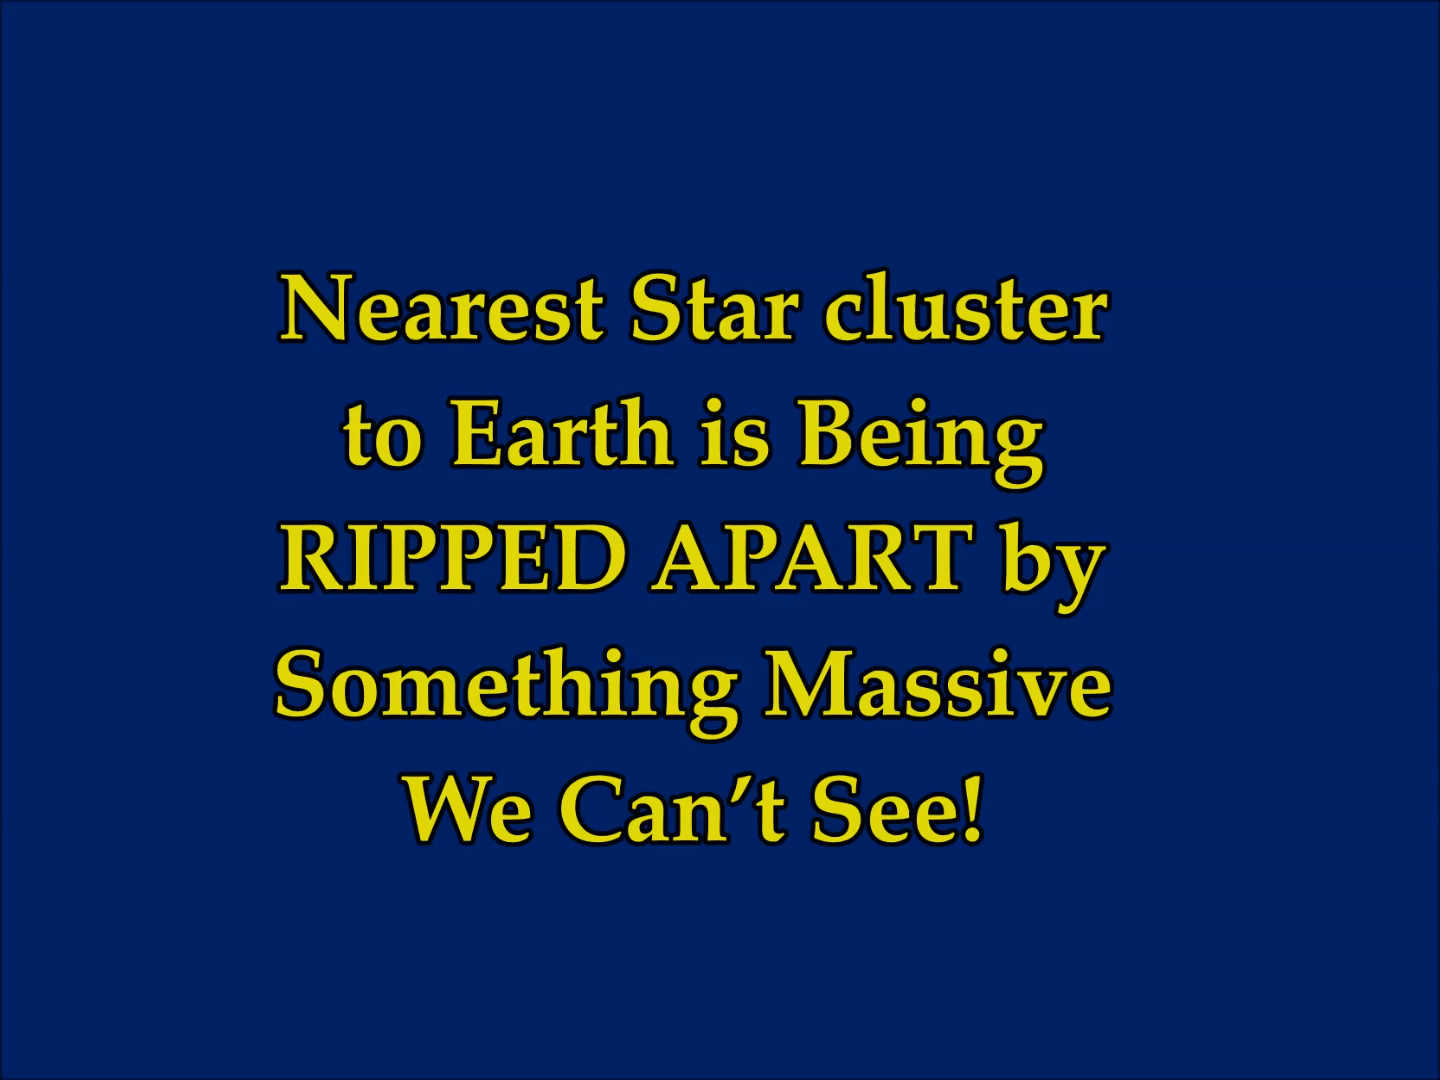 Nearest Star cluster
to Earth is Being
RIPPED APART by
Something Massive
We Can’t See!